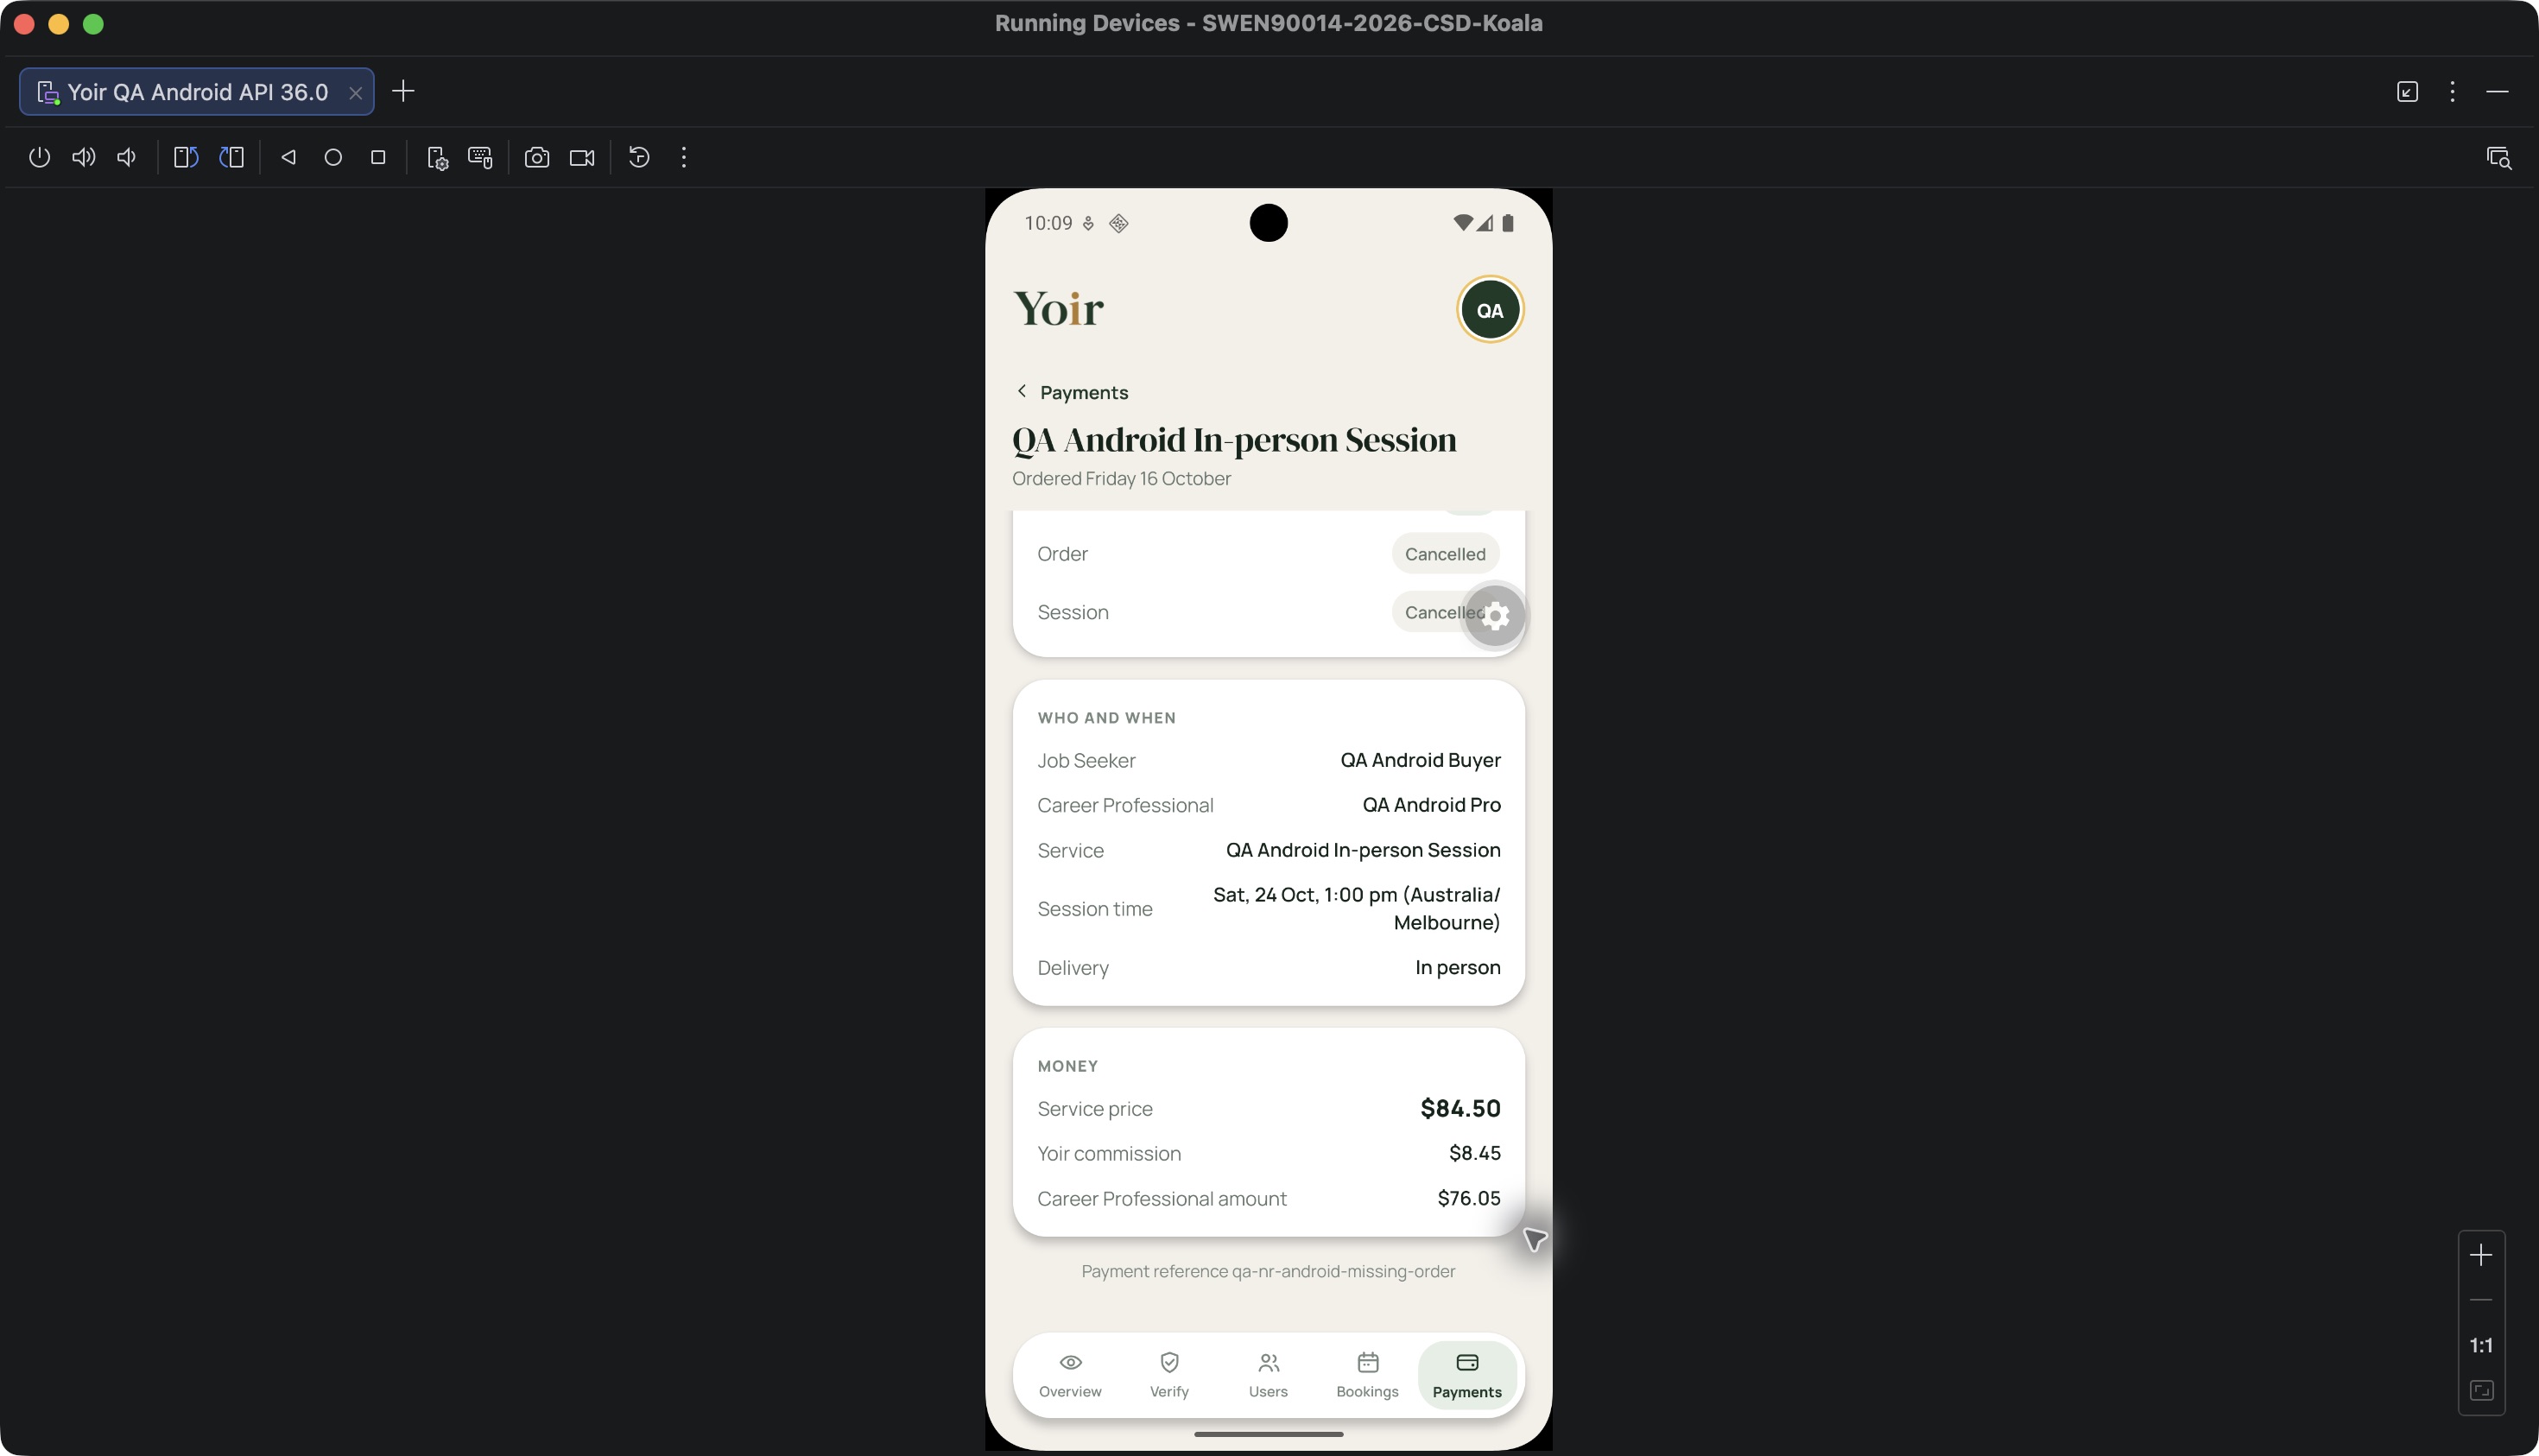 Running Devices - SWEN90014-2026-CSD-Koala
Yoir QA Android API 36.0
10:09
Yoir
QA
Payments
QA Android In-person Session
Ordered Friday 16 October
Order
Cancelled
Session
Cancelled
WHO AND WHEN
Job Seeker
QA Android Buyer
Career Professional
QA Android Pro
Service
QA Android In-person Session
Session time
Sat, 24 Oct, 1:00 pm (Australia/
Melbourne)
Delivery
In person
MONEY
Service price
$84.50
Yoir commission
$8.45
Career Professional amount
$76.05
Payment reference qa-nr-android-missing-order
Overview
Verify
Users
Bookings
Payments
1:1